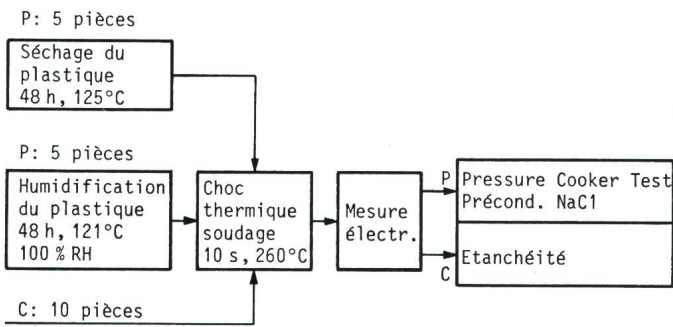 P: 5 pièces
Séchage du
plastique
48 h, 125°C
P: 5 pièces
Humidification
du plastique
48 h, 121°C
100 % RH
Choc
thermique
soudage
10 s, 260°C
Mesure
électr.
P
Pressure Cooker Test
Précond. NaCl
Etanchéité
C
C: 10 pièces